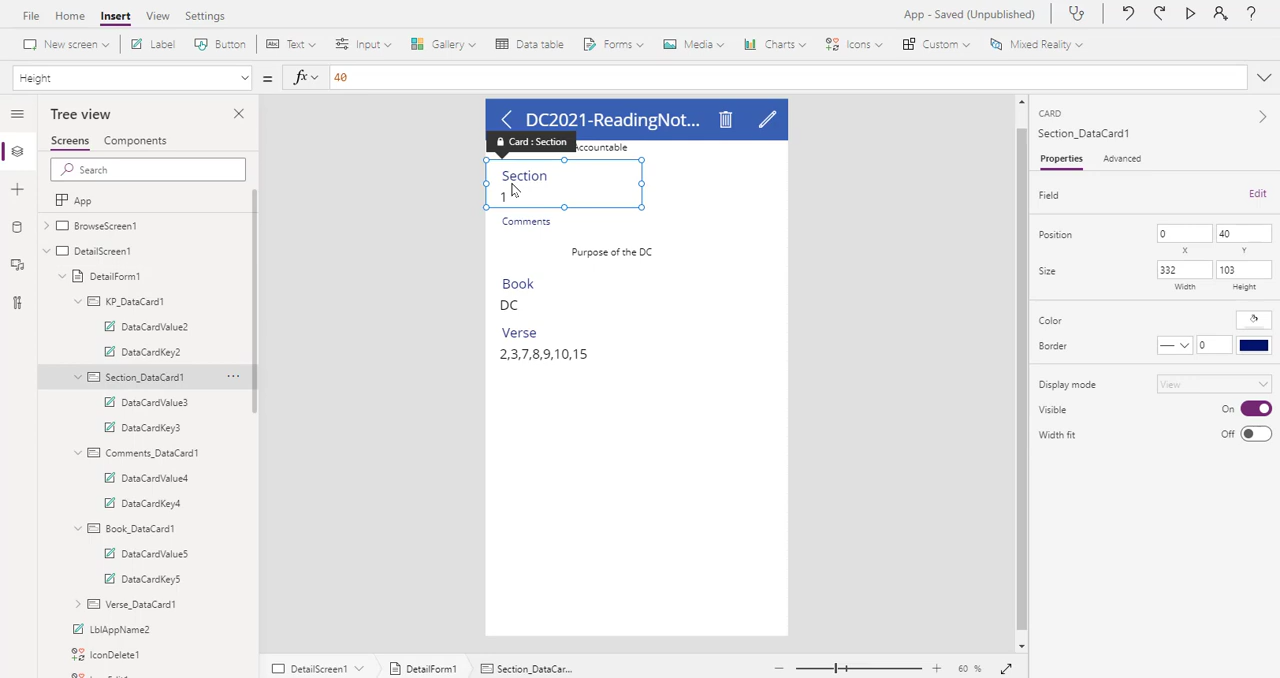 File Home Insert View Settings App - Saved (Unpublished) ?
New screen Label Button Text Input Gallery Data table Forms Media Charts Icons Custom Mixed Reality
Height = fx 40
Tree view
Screens Components
Search
App
BrowseScreen1
DetailScreen1
DetailForm1
KP_DataCard1
DataCardValue2
DataCardKey2
Section_DataCard1 ...
DataCardValue3
DataCardKey3
Comments_DataCard1
DataCardValue4
DataCardKey4
Book_DataCard1
DataCardValue5
DataCardKey5
Verse_DataCard1
LblAppName2
IconDelete1
DC2021-ReadingNot...
Card : Section
Accountable
Section
1
Comments
Purpose of the DC
Book
DC
Verse
2,3,7,8,9,10,15
DetailScreen1 DetailForm1 Section_DataCar... 60 %
CARD
Section_DataCard1
Properties Advanced
Field Edit
Position 0 40
X Y
Size 332 103
Width Height
Color
Border 0
Display mode View
Visible On
Width fit Off